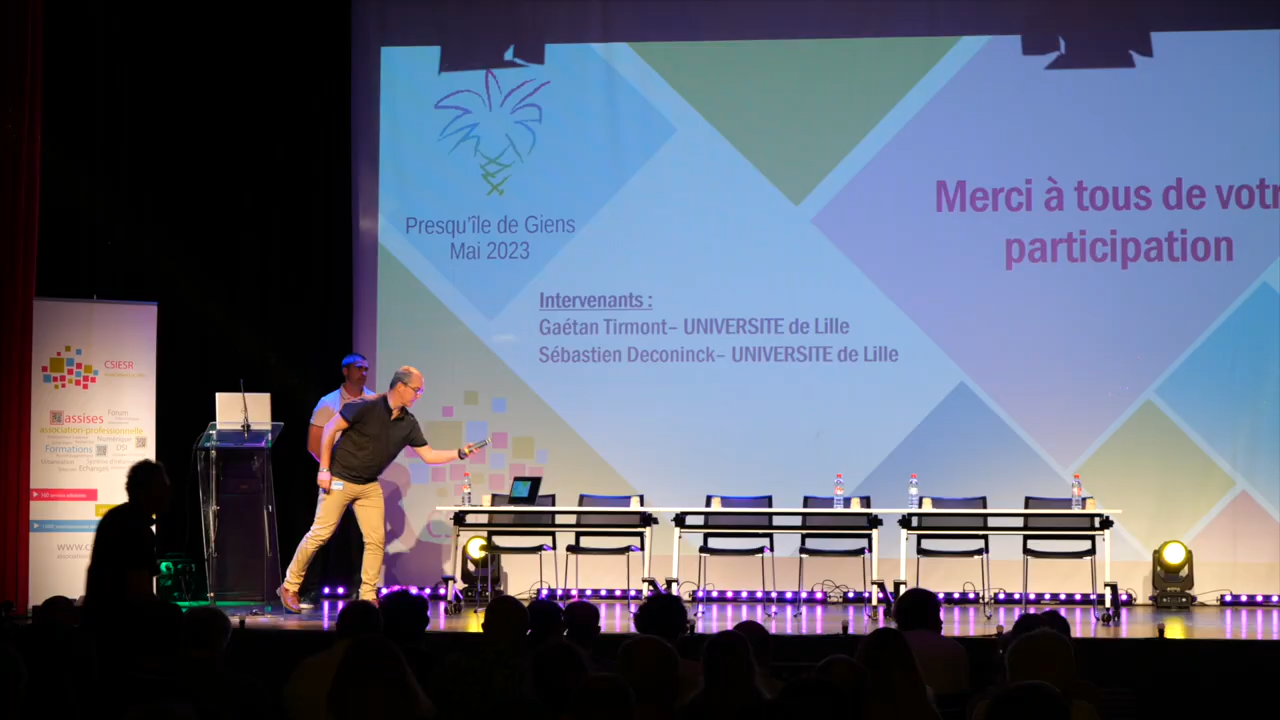 Presqu'île de Giens
Mai 2023
Merci à tous de votr
participation
Intervenants :
Gaétan Tirmont– UNIVERSITE de Lille
Sébastien Deconinck– UNIVERSITE de Lille
CSIESR
assises
Forum
association professionnelle
Numérique
Formations
DSI
Echanges
www.c